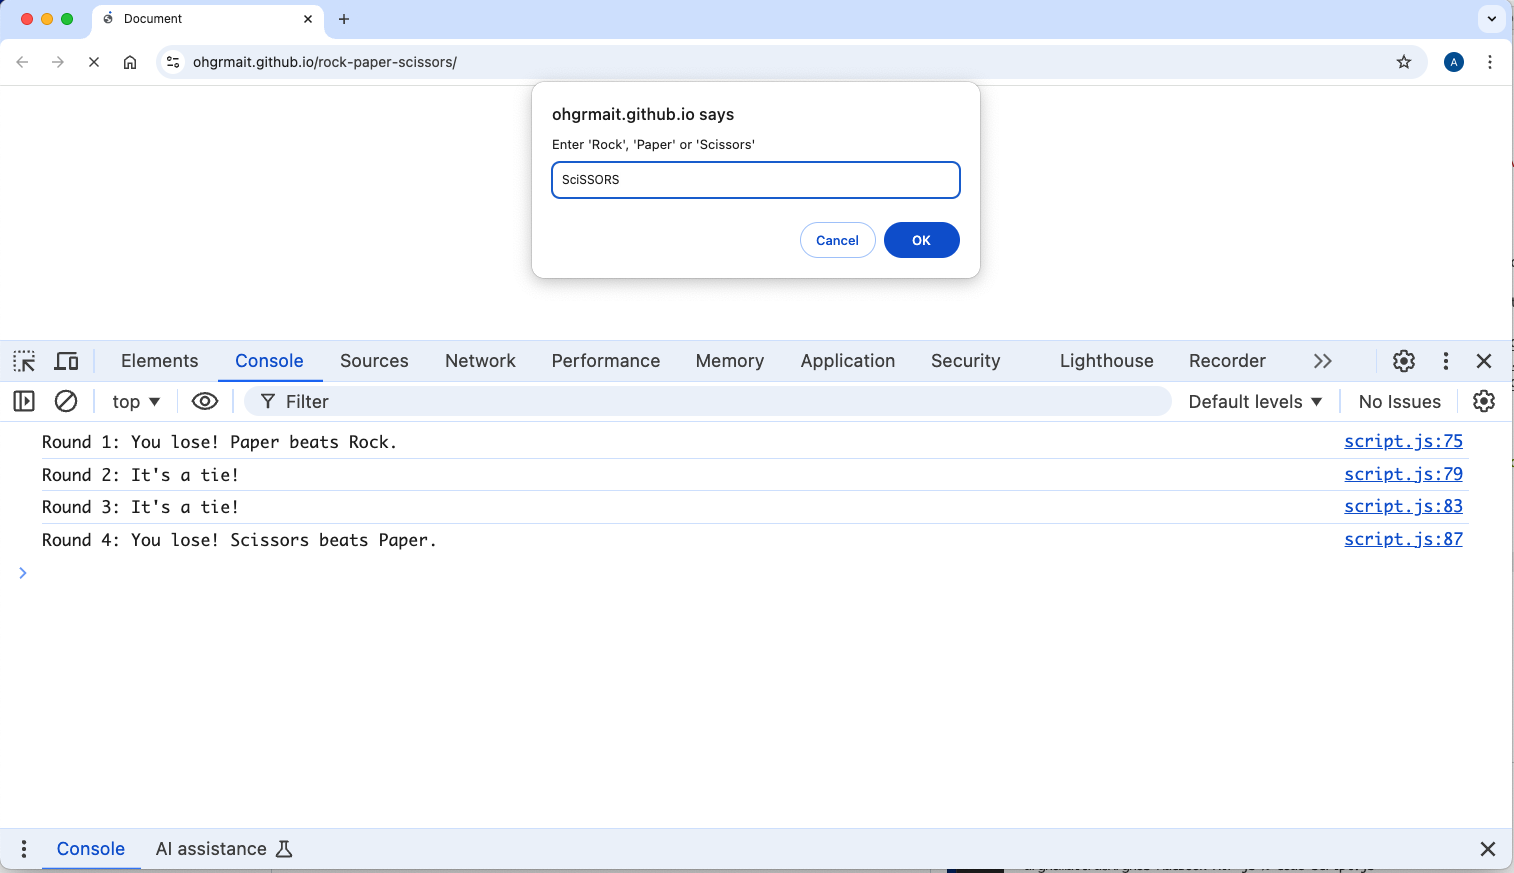 Document
ohgrmait.github.io/rock-paper-scissors/
A
ohgrmait.github.io says
Enter 'Rock', 'Paper' or 'Scissors'
SciSSORS
Cancel OK
Elements Console Sources Network Performance Memory Application Security Lighthouse Recorder
top Filter Default levels No Issues
Round 1: You lose! Paper beats Rock. script.js:75
Round 2: It's a tie! script.js:79
Round 3: It's a tie! script.js:83
Round 4: You lose! Scissors beats Paper. script.js:87
Console AI assistance